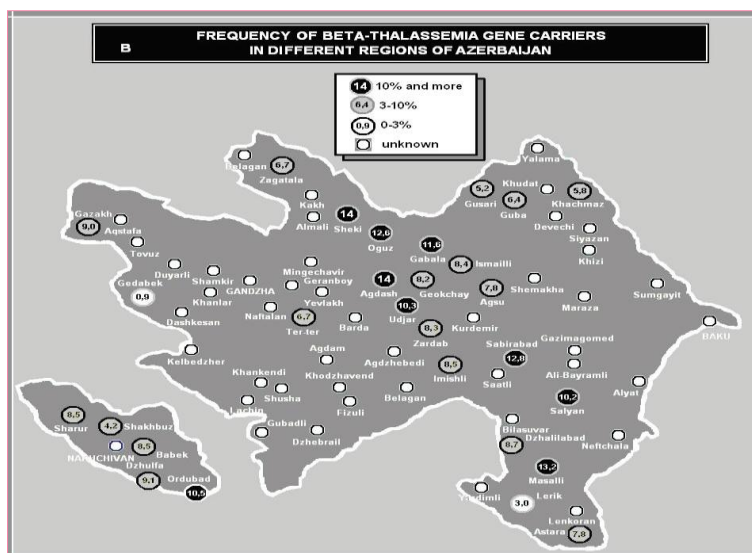 B
FREQUENCY OF BETA-THALASSEMIA GENE CARRIERS
IN DIFFERENT REGIONS OF AZERBAIJAN
14 10% and more
6,4 3-10%
0,9 0-3%
unknown
Yalama
Belagan
6,7
Zagatala
5,2
Gusari
Khudat
6,4
Guba
5,8
Khachmaz
Kakh
Gazakh
9,0
Aqstafa
Almali
14
Sheki
12,6
Oguz
11,6
Gabala
Devechi
Siyazan
Tovuz
Khizi
Duyarli
Shamkir
Mingechavir
8,4
Ismailli
Gedabek
0,9
Khanlar
GANDZHA
Geranboy
Yevlakh
14
Agdash
8,2
Geokchay
7,8
Agsu
Shemakha
Maraza
Sumgayit
Dashkesan
Naftalan
6,7
Ter-ter
Barda
10,3
Udjar
8,3
Zardab
Kurdemir
BAKU
Kelbedzher
Agdam
Agdzhebedi
8,5
Imishli
Sabirabad
12,8
Saatli
Gazimagomed
Ali-Bayramli
Khankendi
Shusha
Khodzhavend
Fizuli
Belagan
10,2
Salyan
Alyat
Lachin
Gubadli
Dzhebrail
8,5
Sharur
4,2
Shakhbuz
NAKHCHIVAN
8,5
Babek
Dzhulfa
9,1
Ordubad
10,5
Bilasuvar
Dzhalilabad
8,7
Neftchala
13,2
Masalli
Yardimli
3,0
Lerik
Lenkoran
Astara
7,8